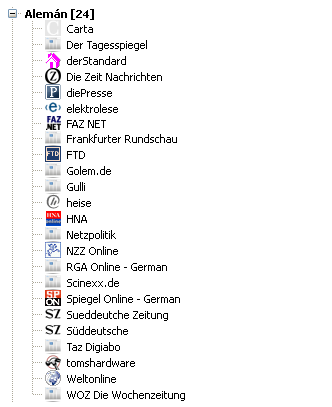 Alemán [24]
Carta
Der Tagesspiegel
derStandard
Die Zeit Nachrichten
diePresse
elektrolese
FAZ NET
Frankfurter Rundschau
FTD
Golem.de
Gulli
heise
HNA
Netzpolitik
NZZ Online
RGA Online - German
Scinexx.de
Spiegel Online - German
Sueddeutche Zeitung
Süddeutsche
Taz Digiabo
tomshardware
Weltonline
WOZ Die Wochenzeitung